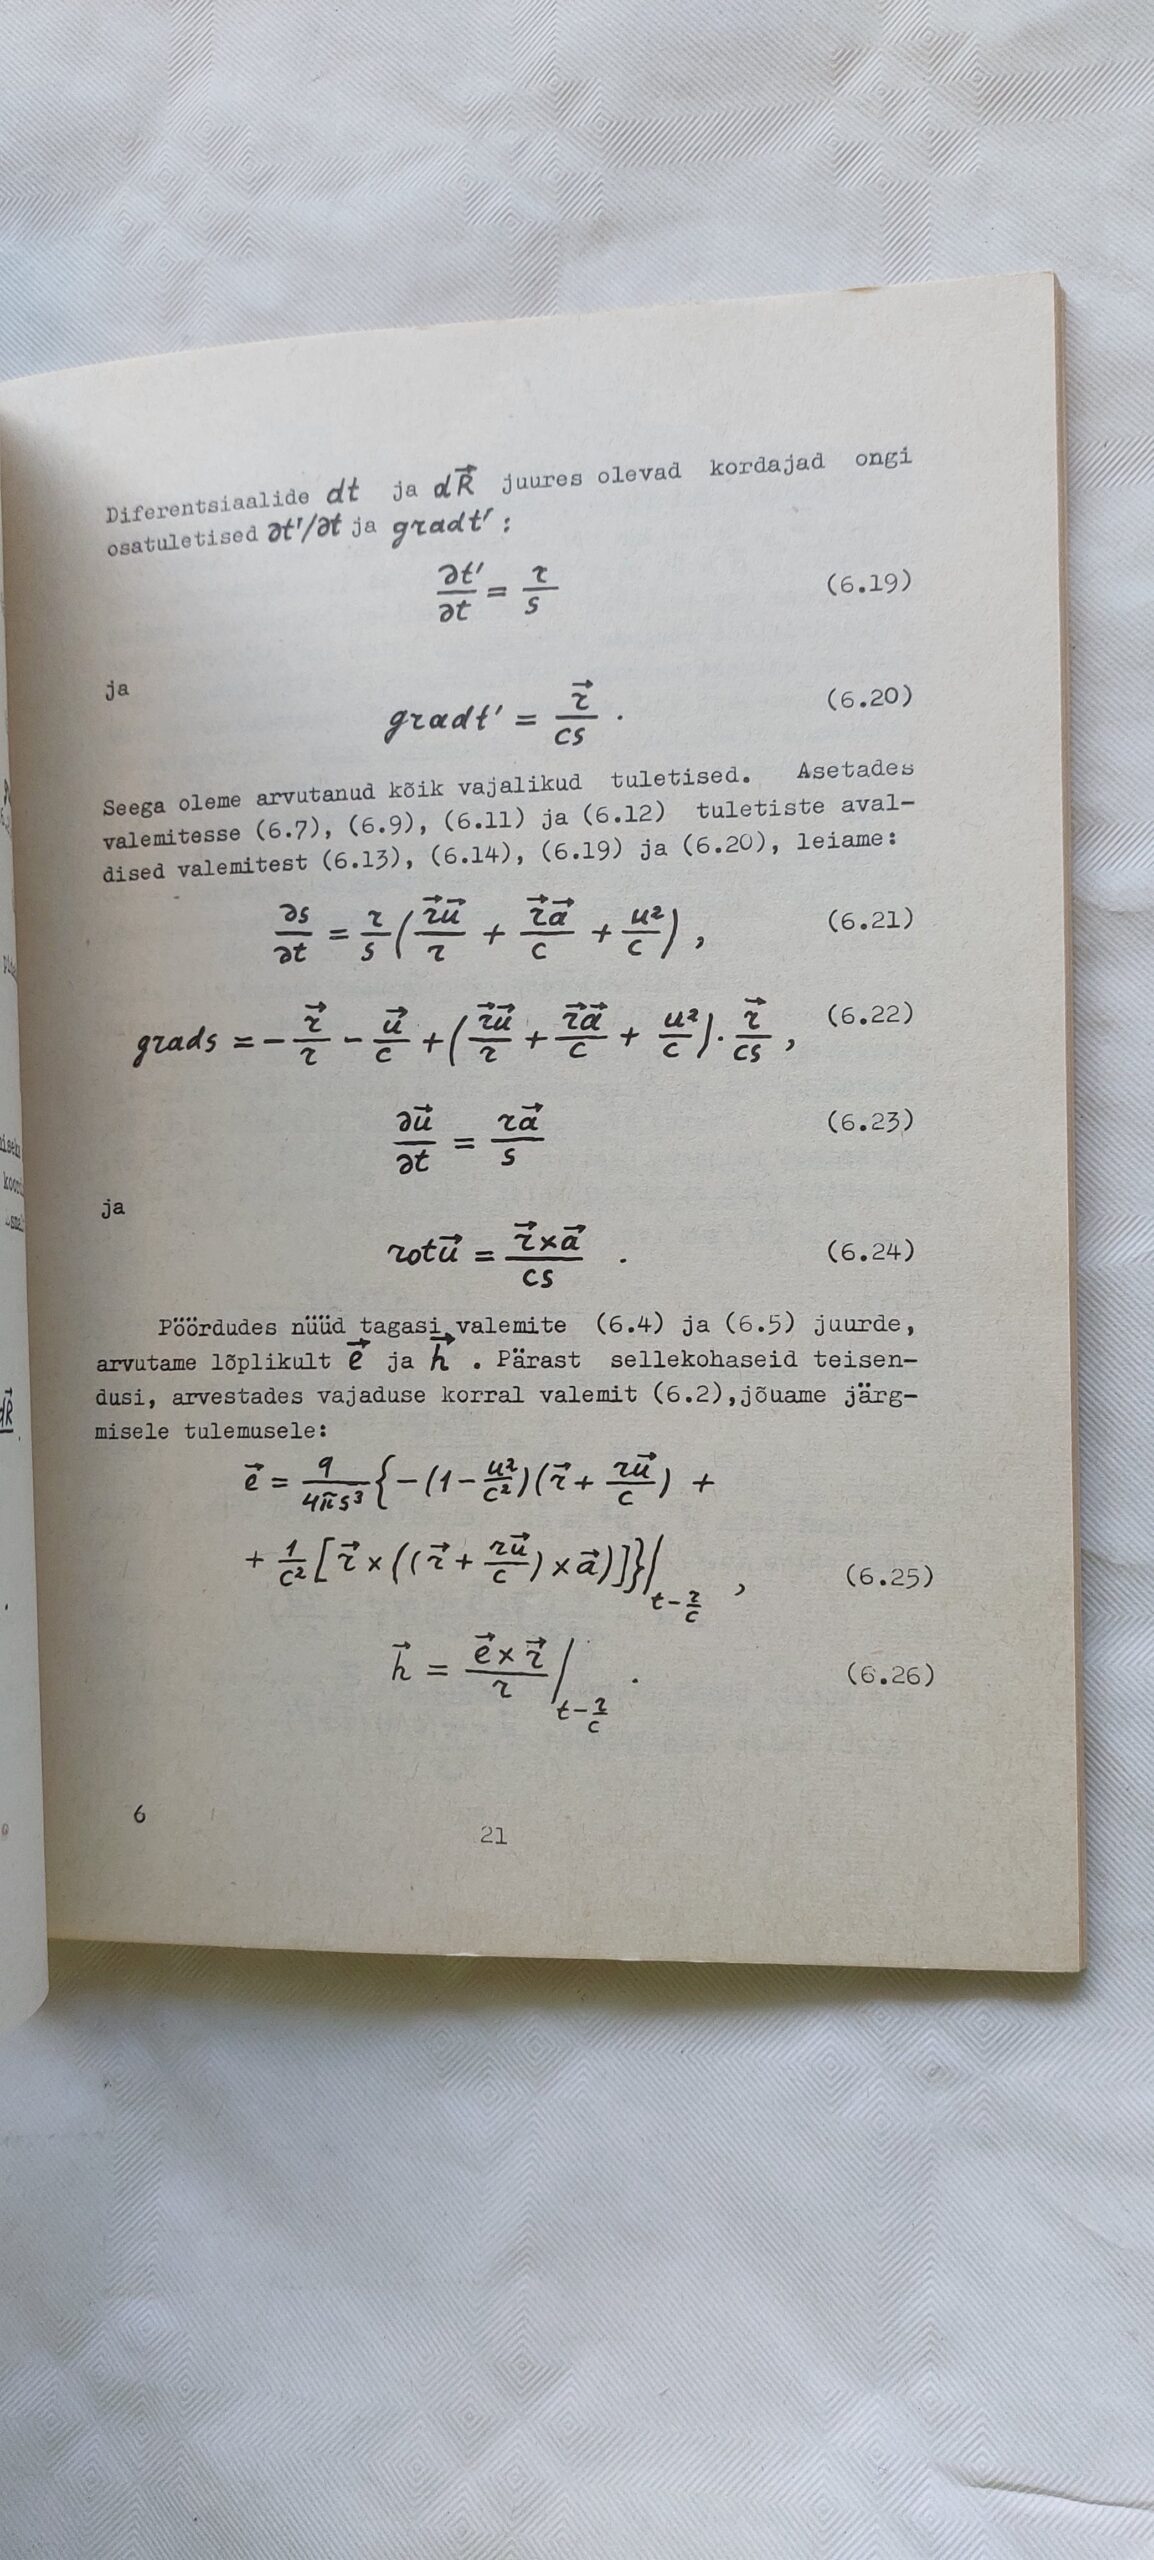 Diferentsiaalide dt ja dR⃗ juures olevad kordajad ongi
osatuletised ∂t'/∂t ja gradt':
∂t'/∂t = r/s (6.19)
ja
gradt' = r⃗/cs . (6.20)
Seega oleme arvutanud kõik vajalikud tuletised. Asetades
valemitesse (6.7), (6.9), (6.11) ja (6.12) tuletiste aval-
dised valemitest (6.13), (6.14), (6.19) ja (6.20), leiame:
∂s/∂t = r/s (r⃗u⃗/r + r⃗a⃗/c + u²/c) , (6.21)
grads = - r⃗/r - u⃗/c + (r⃗u⃗/r + r⃗a⃗/c + u²/c) · r⃗/cs , (6.22)
∂u⃗/∂t = ra⃗/s (6.23)
ja
rotu⃗ = r⃗×a⃗/cs . (6.24)
Pöördudes nüüd tagasi valemite (6.4) ja (6.5) juurde,
arvutame lõplikult e⃗ ja h⃗ . Pärast sellekohaseid teisen-
dusi, arvestades vajaduse korral valemit (6.2), jõuame järg-
misele tulemusele:
e⃗ = q/4πs³ {-(1 - u²/c²)(r⃗ + ru⃗/c) +
+ 1/c² [r⃗ × ((r⃗ + ru⃗/c) × a⃗)]}|t-r/c , (6.25)
h⃗ = e⃗ × r⃗/r |t-r/c . (6.26)
6
21